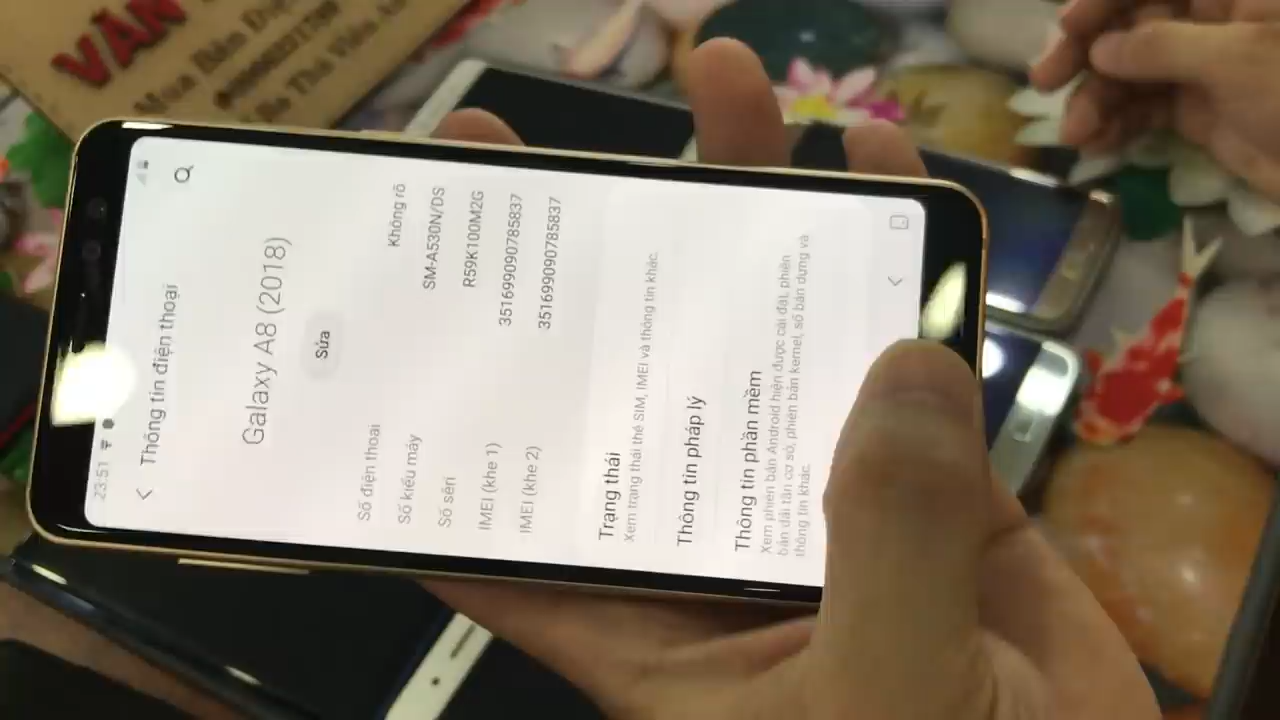 VĂN
23:51
Thông tin điện thoại
Galaxy A8 (2018)
Sửa
Số điện thoại Không rõ
Số kiểu máy SM-A530N/DS
Số sêri R59K100M2G
IMEI (khe 1) 351699090785837
IMEI (khe 2) 351699090785837
Trạng thái
Xem trạng thái thẻ SIM, IMEI và thông tin khác.
Thông tin pháp lý
Thông tin phần mềm
Xem phiên bản Android hiện được cài đặt, phiên
bản dải tần cơ sở, phiên bản kernel, số bản dựng và
thông tin khác.